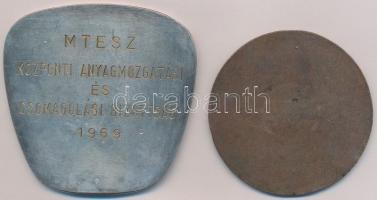 MTESZ
KÖZPONTI ANYAGMOZGATÁSI
ÉS
CSOMAGOLÁSI
1969
darabanth